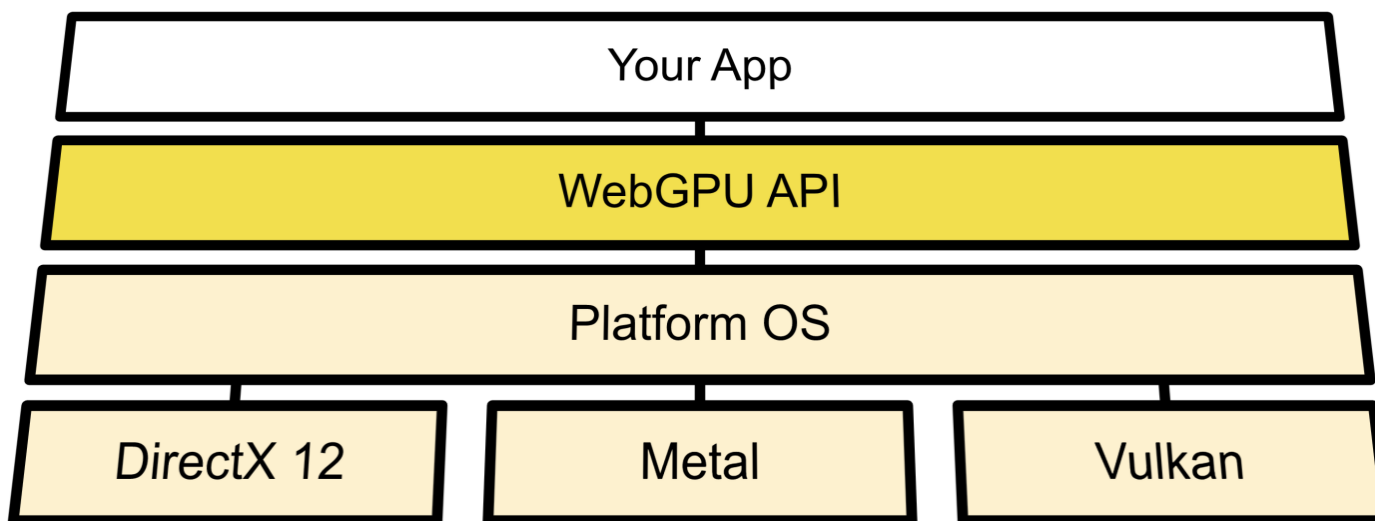 Your App
WebGPU API
Platform OS
DirectX 12
Metal
Vulkan